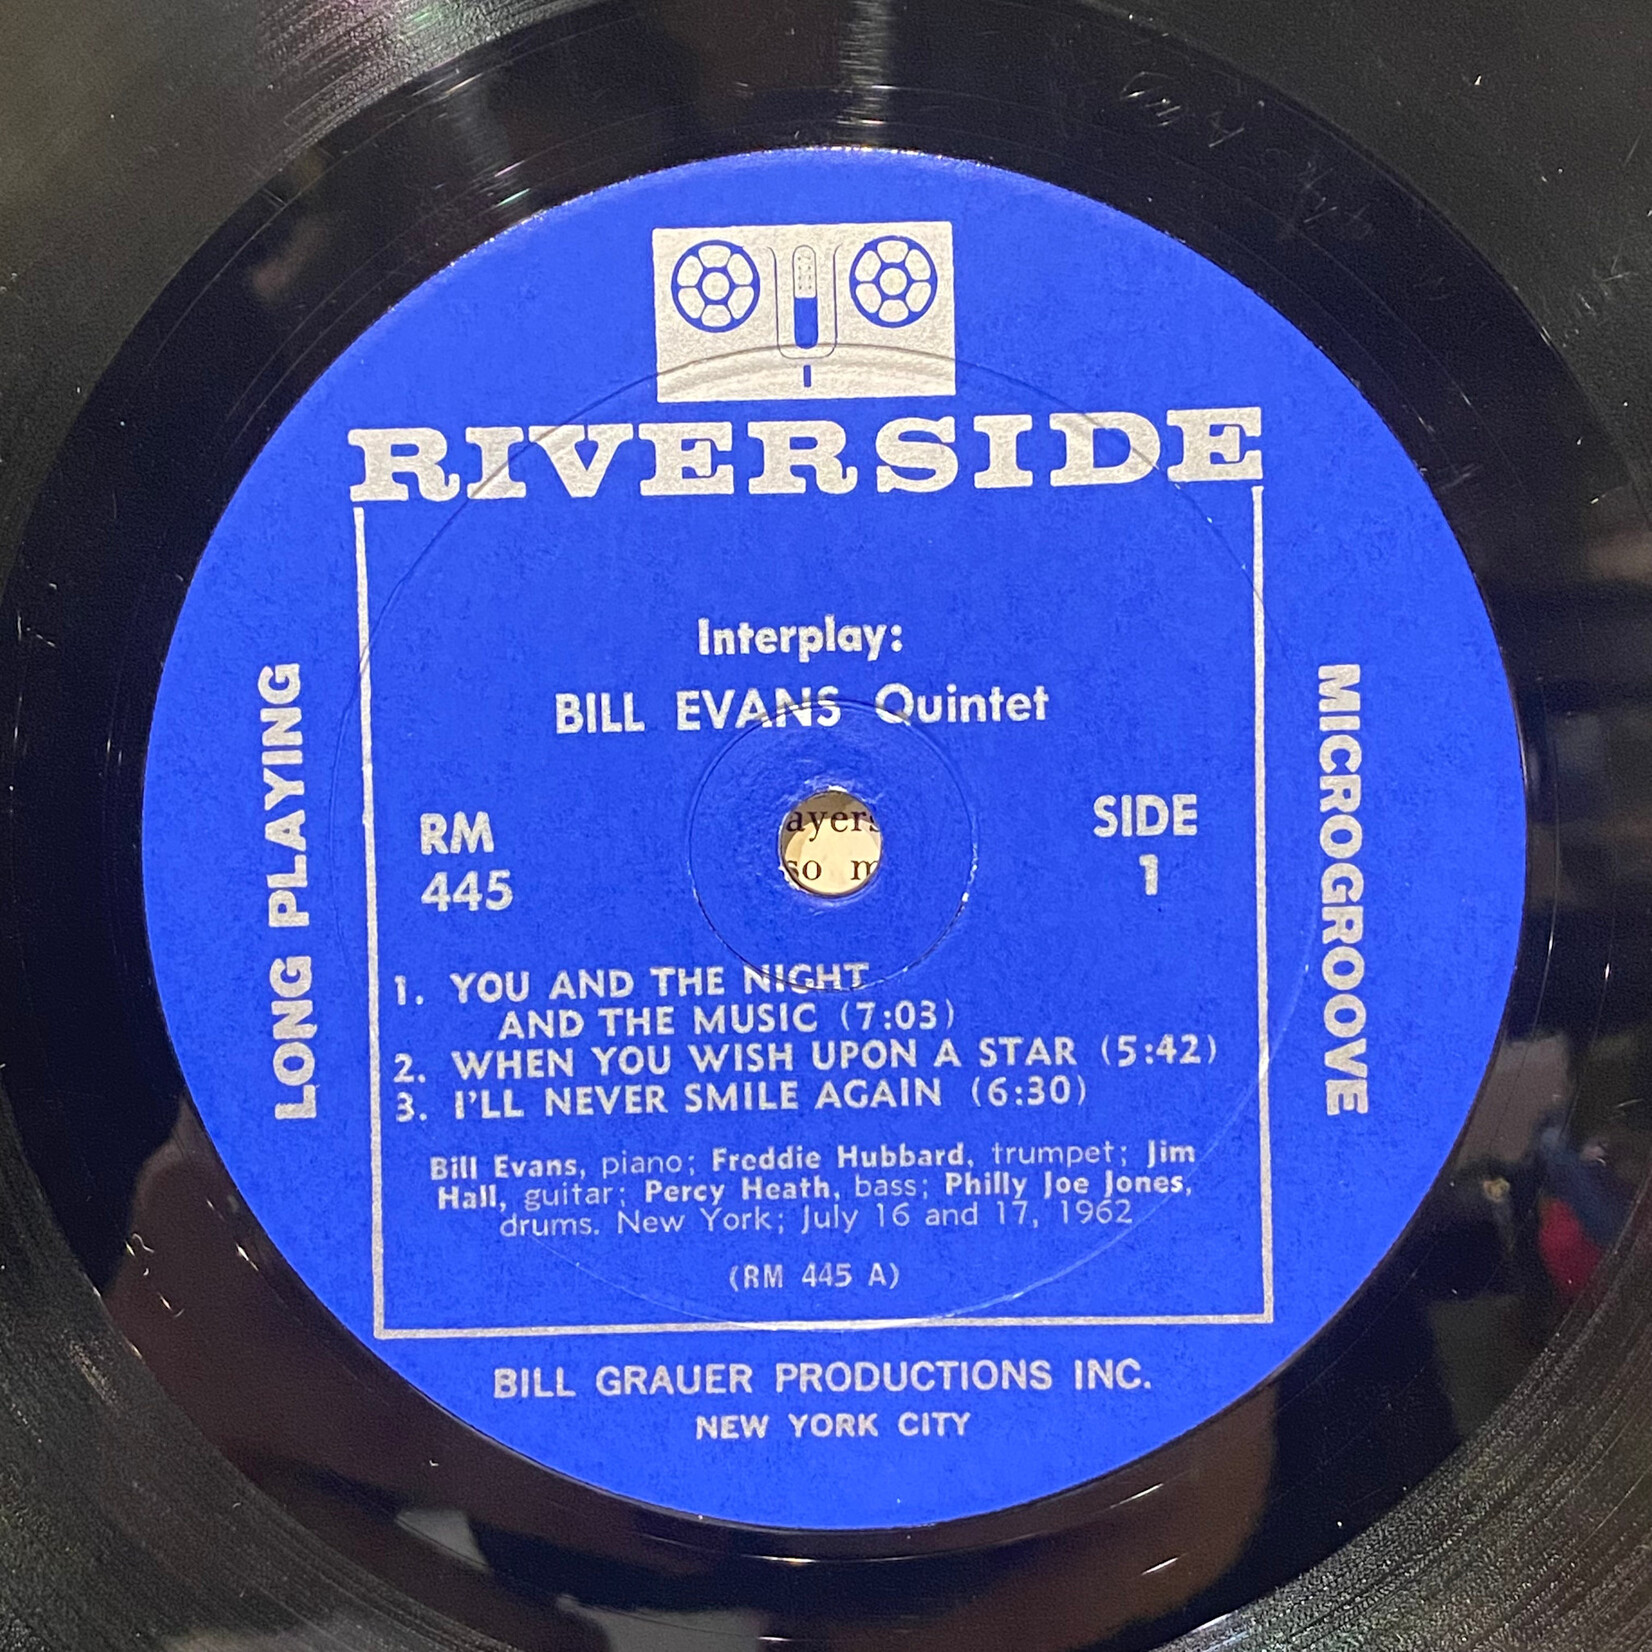 RIVERSIDE
Interplay:
BILL EVANS Quintet
RM
445
SIDE
1
LONG PLAYING
MICROGROOVE
ayers
so m
1. YOU AND THE NIGHT
AND THE MUSIC (7:03)
2. WHEN YOU WISH UPON A STAR (5:42)
3. I'LL NEVER SMILE AGAIN (6:30)
Bill Evans, piano; Freddie Hubbard, trumpet; Jim
Hall, guitar; Percy Heath, bass; Philly Joe Jones,
drums. New York; July 16 and 17, 1962
(RM 445 A)
BILL GRAUER PRODUCTIONS INC.
NEW YORK CITY